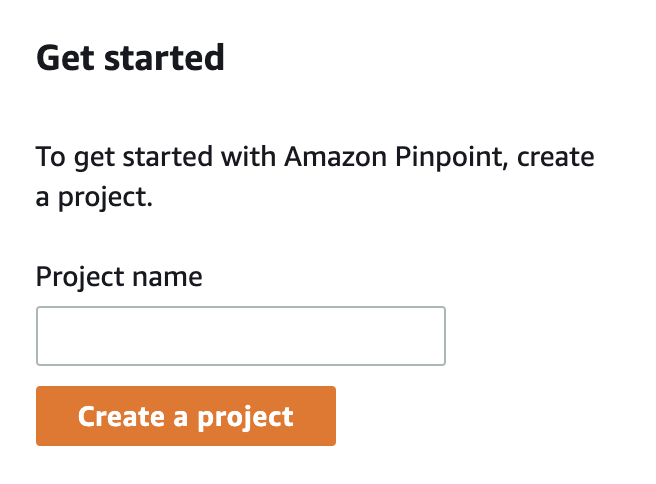 Get started
To get started with Amazon Pinpoint, create
a project.
Project name
Create a project